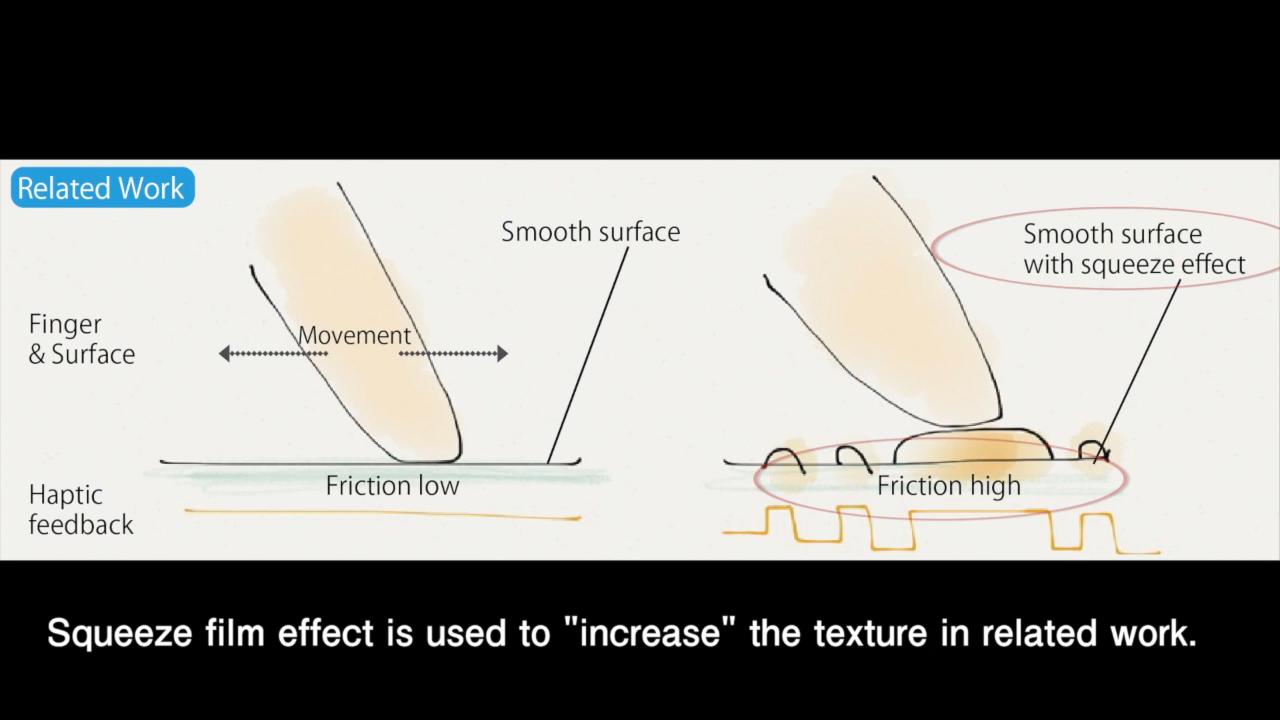 Related Work
Smooth surface
Smooth surface
with squeeze effect
Finger
& Surface
Movement
Friction low
Friction high
Haptic
feedback
Squeeze film effect is used to "increase" the texture in related work.